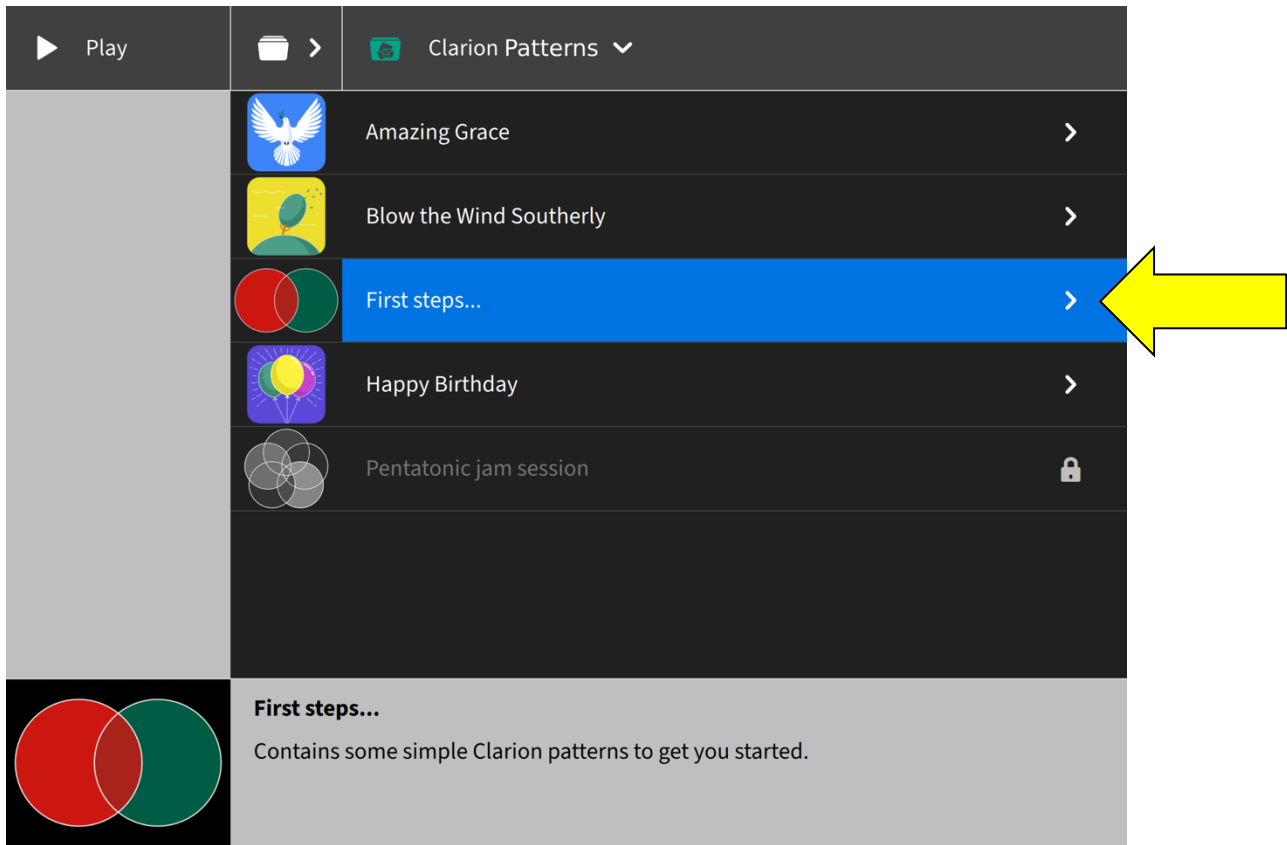 Play
Clarion Patterns
Amazing Grace
Blow the Wind Southerly
First steps...
Happy Birthday
Pentatonic jam session
First steps...
Contains some simple Clarion patterns to get you started.